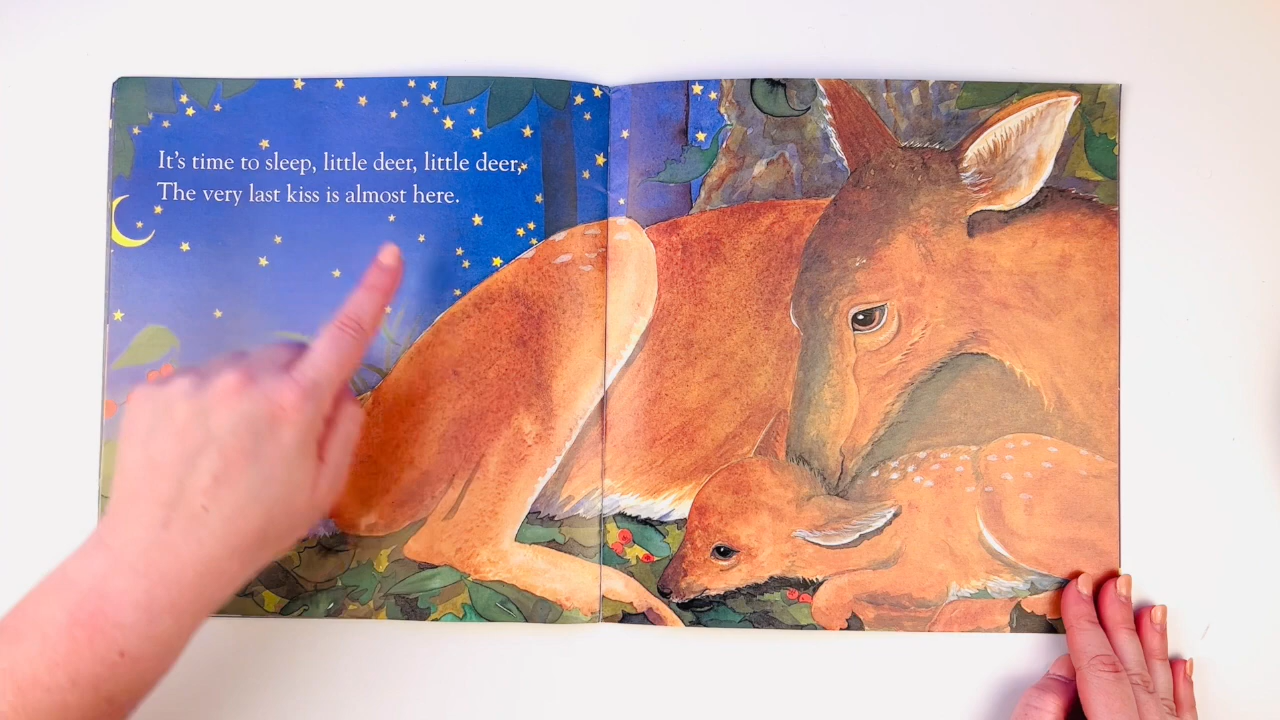 It's time to sleep, little deer, little deer,
The very last kiss is almost here.